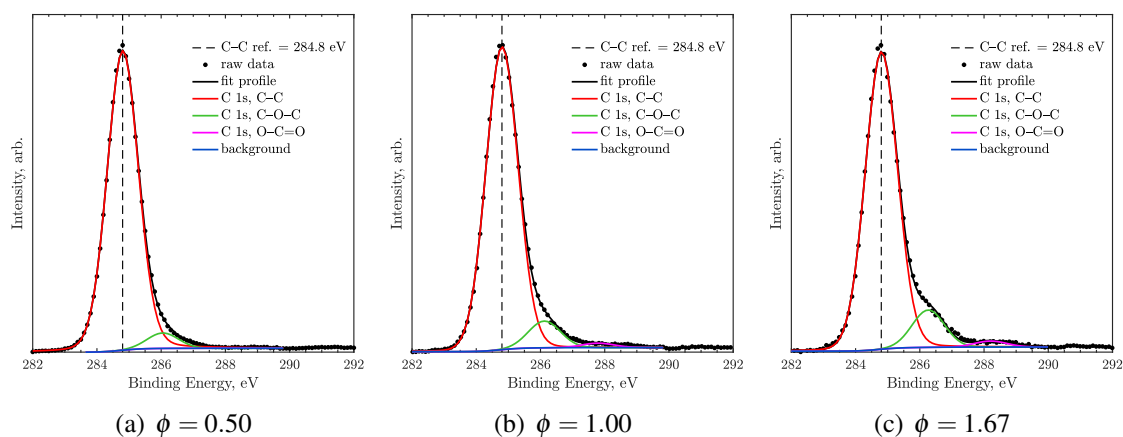 C–C ref. = 284.8 eV
raw data
fit profile
C 1s, C–C
C 1s, C–O–C
C 1s, O–C=O
background
Intensity, arb.
282 284 286 288 290 292
Binding Energy, eV
(a) ϕ = 0.50
C–C ref. = 284.8 eV
raw data
fit profile
C 1s, C–C
C 1s, C–O–C
C 1s, O–C=O
background
Intensity, arb.
282 284 286 288 290 292
Binding Energy, eV
(b) ϕ = 1.00
C–C ref. = 284.8 eV
raw data
fit profile
C 1s, C–C
C 1s, C–O–C
C 1s, O–C=O
background
Intensity, arb.
282 284 286 288 290 292
Binding Energy, eV
(c) ϕ = 1.67